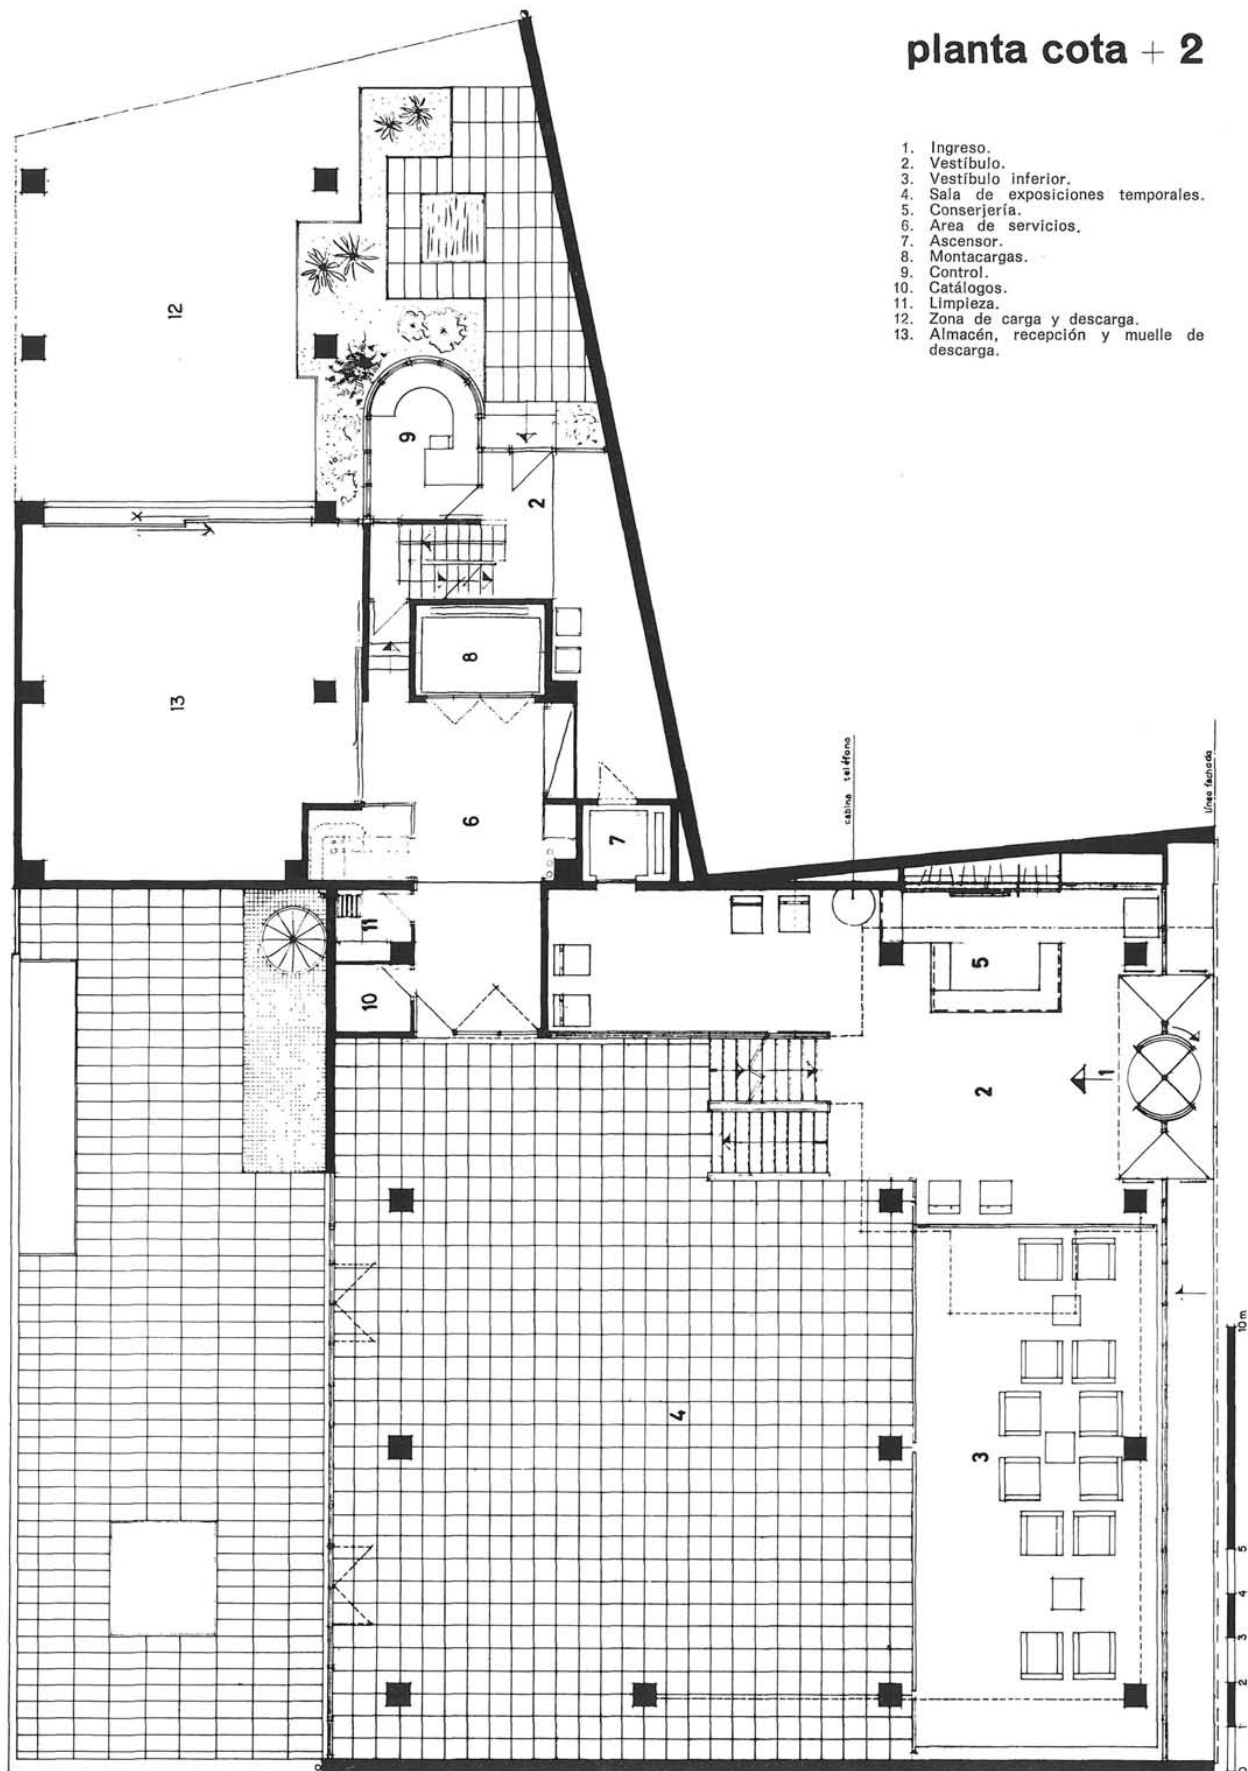 planta cota + 2
1. Ingreso.
2. Vestíbulo.
3. Vestíbulo inferior.
4. Sala de exposiciones temporales.
5. Conserjería.
6. Area de servicios.
7. Ascensor.
8. Montacargas.
9. Control.
10. Catálogos.
11. Limpieza.
12. Zona de carga y descarga.
13. Almacén, recepción y muelle de
descarga.
12
9
2
8
13
6
7
cabina teléfono
línea fachada
11
10
5
2
1
4
3
0 1 2 3 4 5 10 m